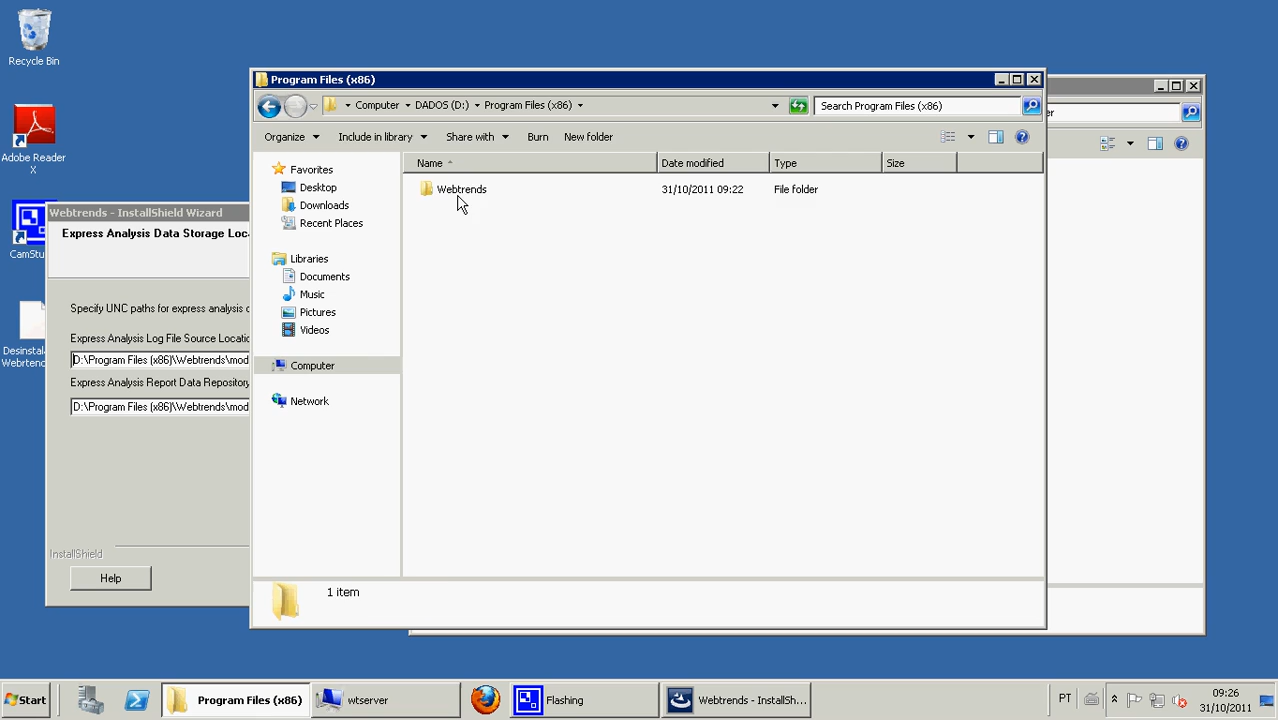 Recycle Bin
Adobe Reader
X
CamStu
Desinstal
Webrtenc
Webtrends - InstallShield Wizard
Express Analysis Data Storage Loc
Specify UNC paths for express analysis
Express Analysis Log File Source Locatio
D:\Program Files (x86)\Webtrends\mod
Express Analysis Report Data Repository
D:\Program Files (x86)\Webtrends\mod
InstallShield
Help
Program Files (x86)
Computer DADOS (D:) Program Files (x86)
Search Program Files (x86)
Organize Include in library Share with Burn New folder
Name Date modified Type Size
Webtrends 31/10/2011 09:22 File folder
Favorites
Desktop
Downloads
Recent Places
Libraries
Documents
Music
Pictures
Videos
Computer
Network
1 item
er
Start
Program Files (x86)
wtserver
Flashing
Webtrends - InstallSh...
PT
09:26
31/10/2011